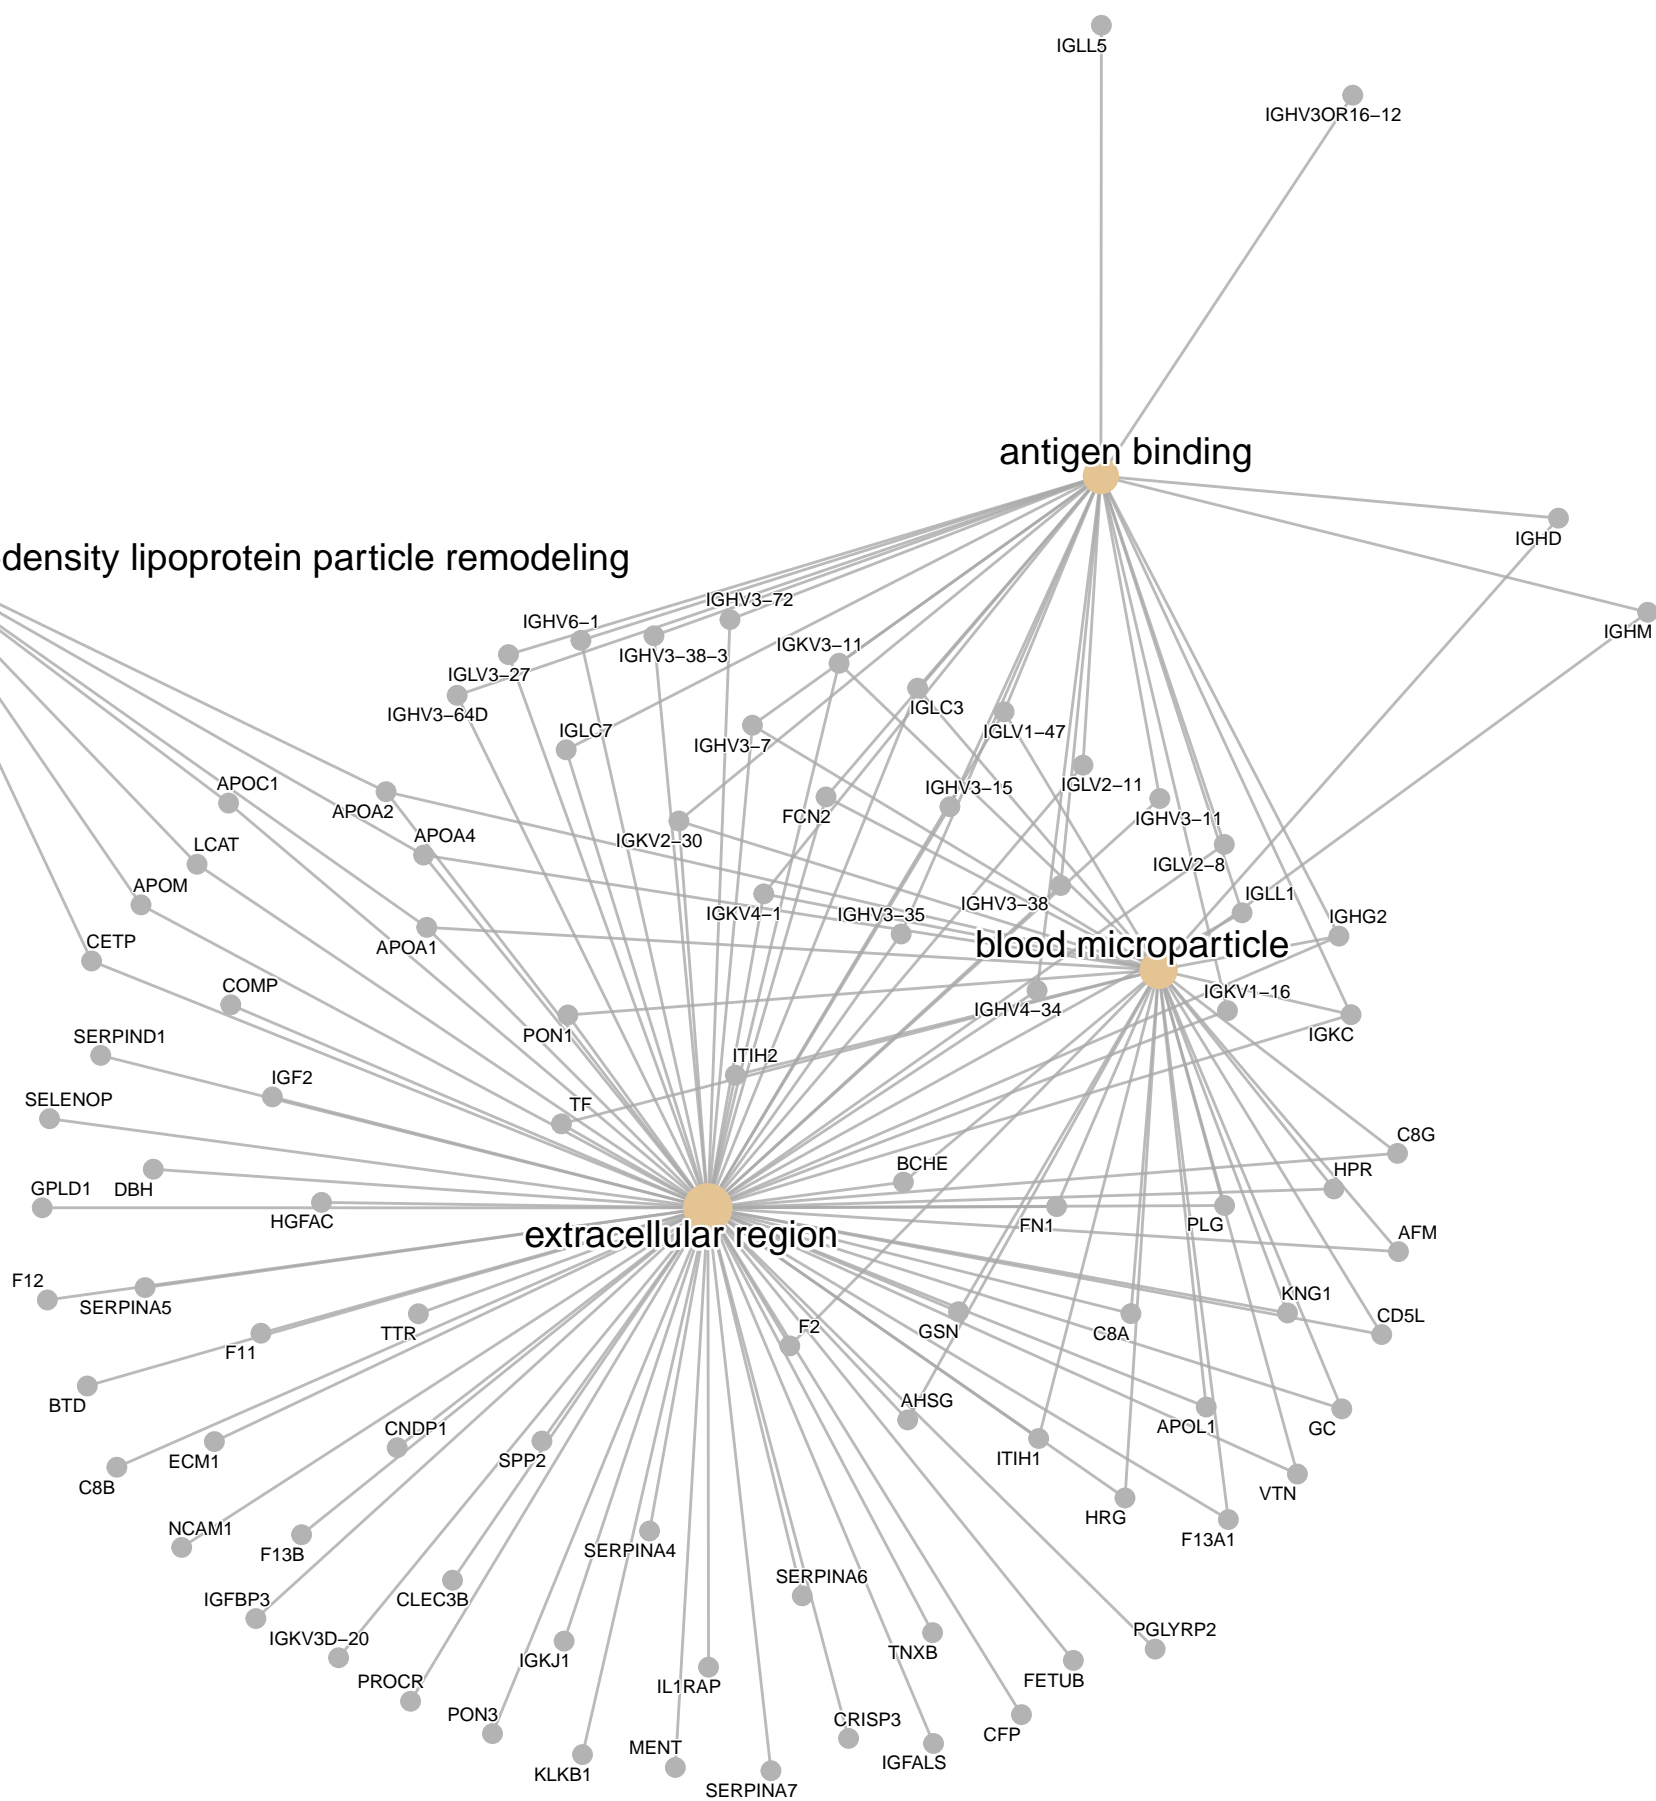 IGLL5
IGHV3OR16−12
antigen binding
IGHD
-density lipoprotein particle remodeling
IGHV3−72
IGHV6−1
IGHM
IGKV3−11
IGHV3−38−3
IGLV3−27
IGLC3
IGHV3−64D
IGLC7
IGLV1−47
IGHV3−7
APOC1
IGLV2−11
IGHV3−15
APOA2
FCN2
IGHV3−11
APOA4
IGKV2−30
LCAT
IGLV2−8
APOM
IGLL1
IGHV3−38
IGKV4−1
IGHV3−35
IGHG2
CETP
APOA1
blood microparticle
COMP
IGKV1−16
IGHV4−34
SERPIND1
PON1
IGKC
ITIH2
IGF2
SELENOP
TF
C8G
BCHE
HPR
GPLD1
DBH
HGFAC
FN1
PLG
extracellular region
AFM
F12
SERPINA5
KNG1
CD5L
TTR
F2
GSN
C8A
F11
BTD
AHSG
CNDP1
APOL1
GC
ECM1
SPP2
ITIH1
C8B
VTN
HRG
NCAM1
F13A1
F13B
SERPINA4
SERPINA6
IGFBP3
CLEC3B
PGLYRP2
IGKV3D−20
TNXB
IGKJ1
PROCR
FETUB
IL1RAP
PON3
CRISP3
CFP
MENT
IGFALS
KLKB1
SERPINA7